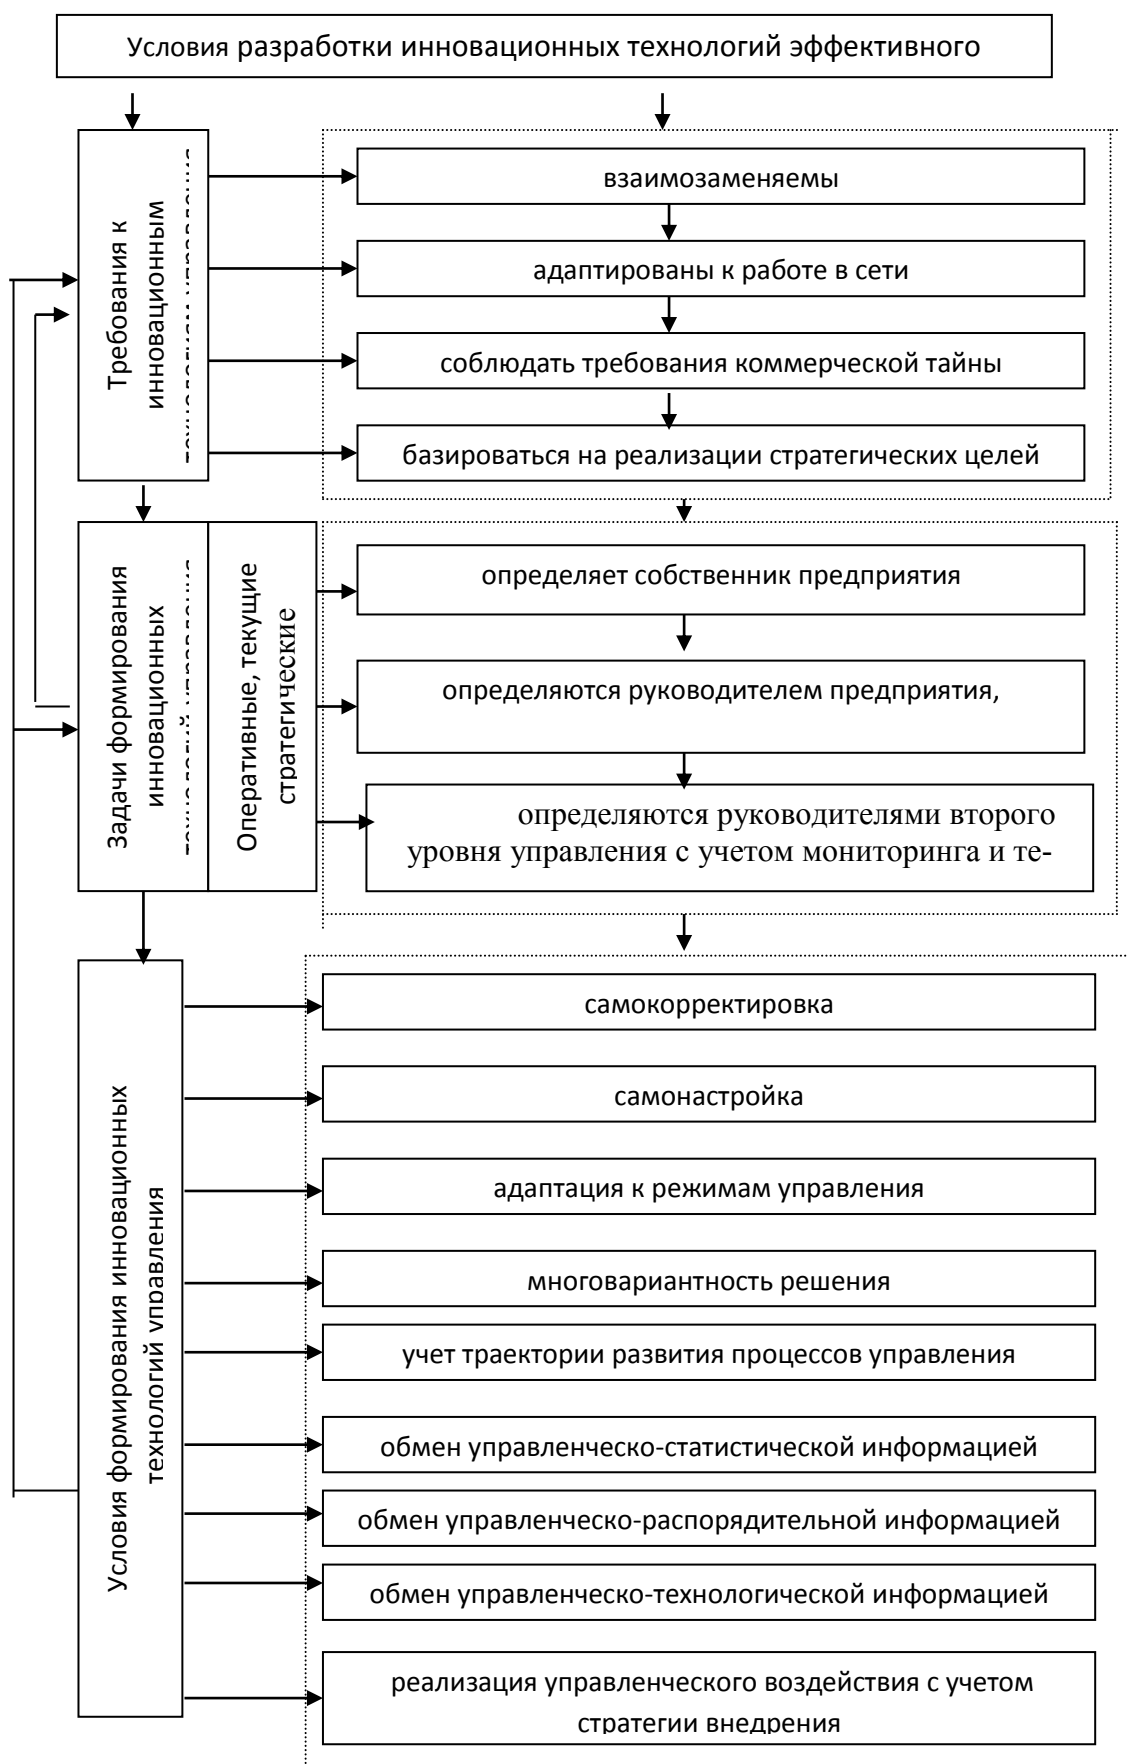 Условия разработки инновационных технологий эффективного
Требования к
инновационным
взаимозаменяемы
адаптированы к работе в сети
соблюдать требования коммерческой тайны
базироваться на реализации стратегических целей
Задачи формирования
инновационных
Оперативные, текущие
стратегические
определяет собственник предприятия
определяются руководителем предприятия,
определяются руководителями второго
уровня управления с учетом мониторинга и те-
Условия формирования инновационных
технологий управления
самокорректировка
самонастройка
адаптация к режимам управления
многовариантность решения
учет траектории развития процессов управления
обмен управленческо-статистической информацией
обмен управленческо-распорядительной информацией
обмен управленческо-технологической информацией
реализация управленческого воздействия с учетом
стратегии внедрения